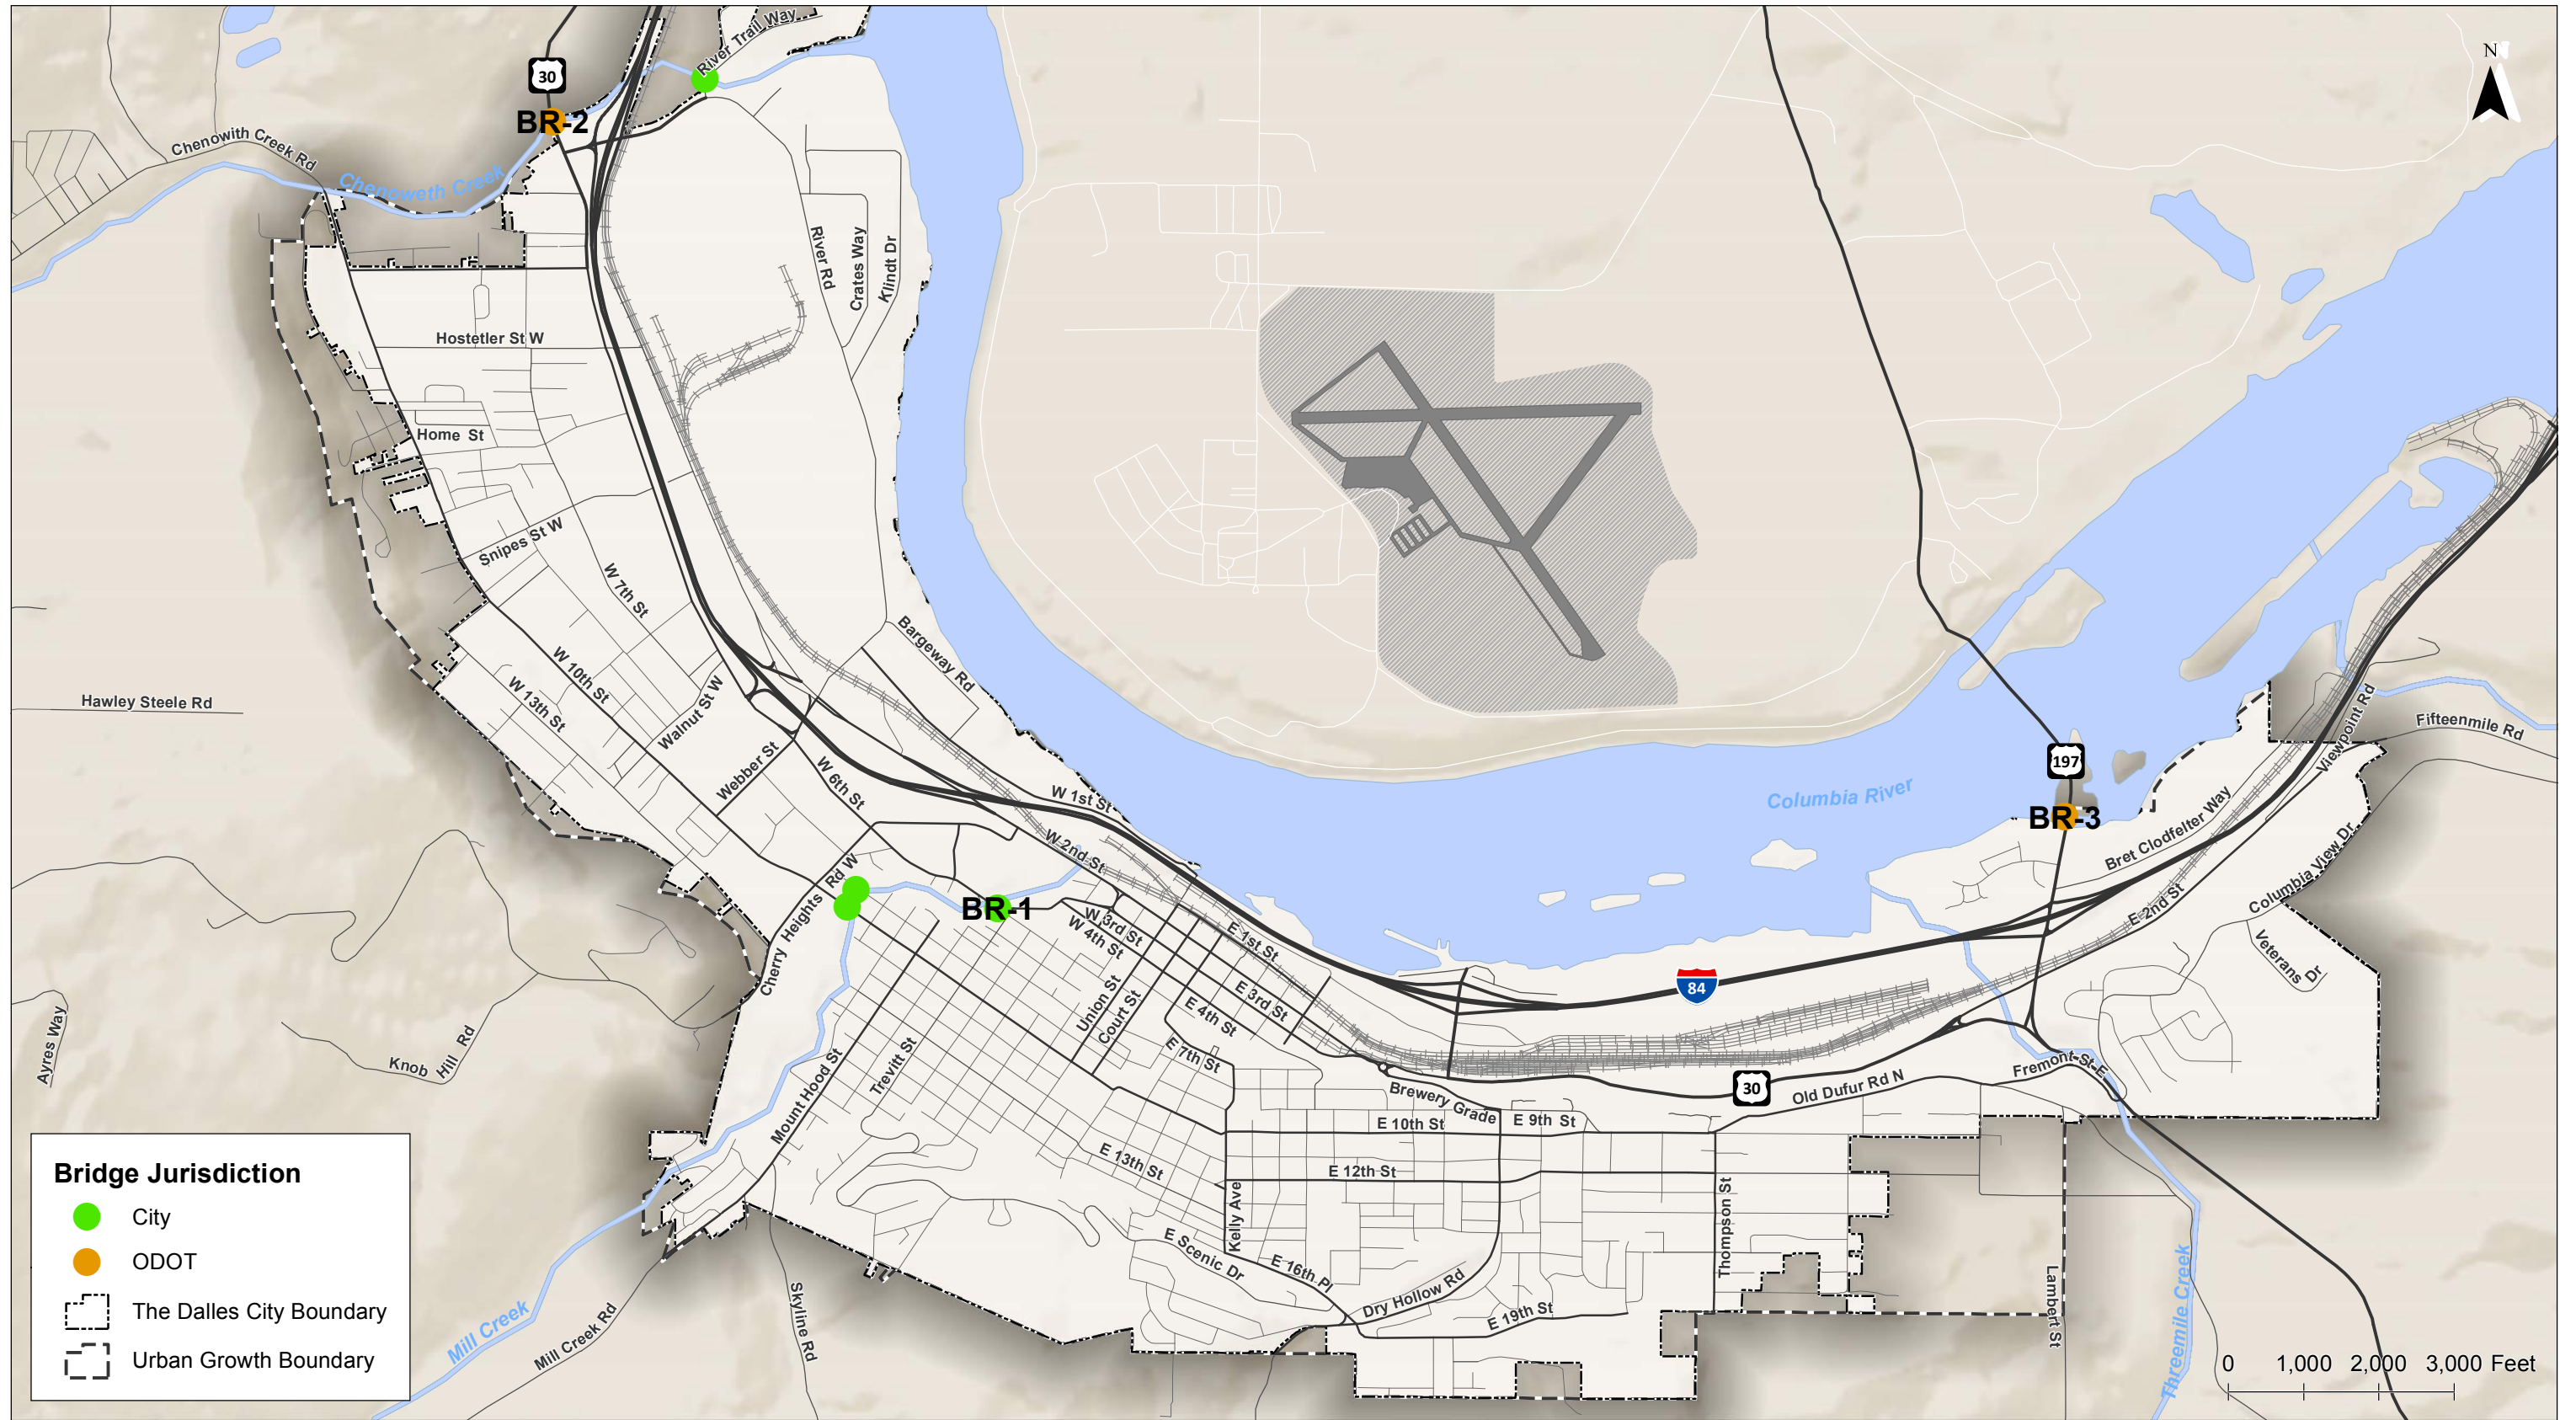 River Trail Way
N
30
BR-2
Chenowith Creek Rd
Chenoweth Creek
River Rd
Crates Way
Klindt Dr
Hostetler St W
Home St
Snipes St W
W 7th St
Bargeway Rd
W 10th St
W 13th St
Walnut St W
Hawley Steele Rd
Webber St
W 6th St
W 1st St
W 2nd St
Columbia River
197
BR-3
Viewpoint Rd
Fifteenmile Rd
Bret Clodfelter Way
Columbia View Dr
E 2nd St
Veterans Dr
Cherry Heights Rd W
BR-1
W 3rd St
W 4th St
E 1st St
E 3rd St
E 4th St
Union St
Court St
E 7th St
84
30
Ayres Way
Knob Hill Rd
Mount Hood St
Trevitt St
Brewery Grade
E 9th St
E 10th St
Old Dufur Rd N
Fremont St E
E 12th St
E 13th St
Kelly Ave
Thompson St
E Scenic Dr
E 16th Pl
Dry Hollow Rd
E 19th St
Lambert St
Threemile Creek
Skyline Rd
Mill Creek Rd
Mill Creek
Bridge Jurisdiction
City
ODOT
The Dalles City Boundary
Urban Growth Boundary
0 1,000 2,000 3,000 Feet